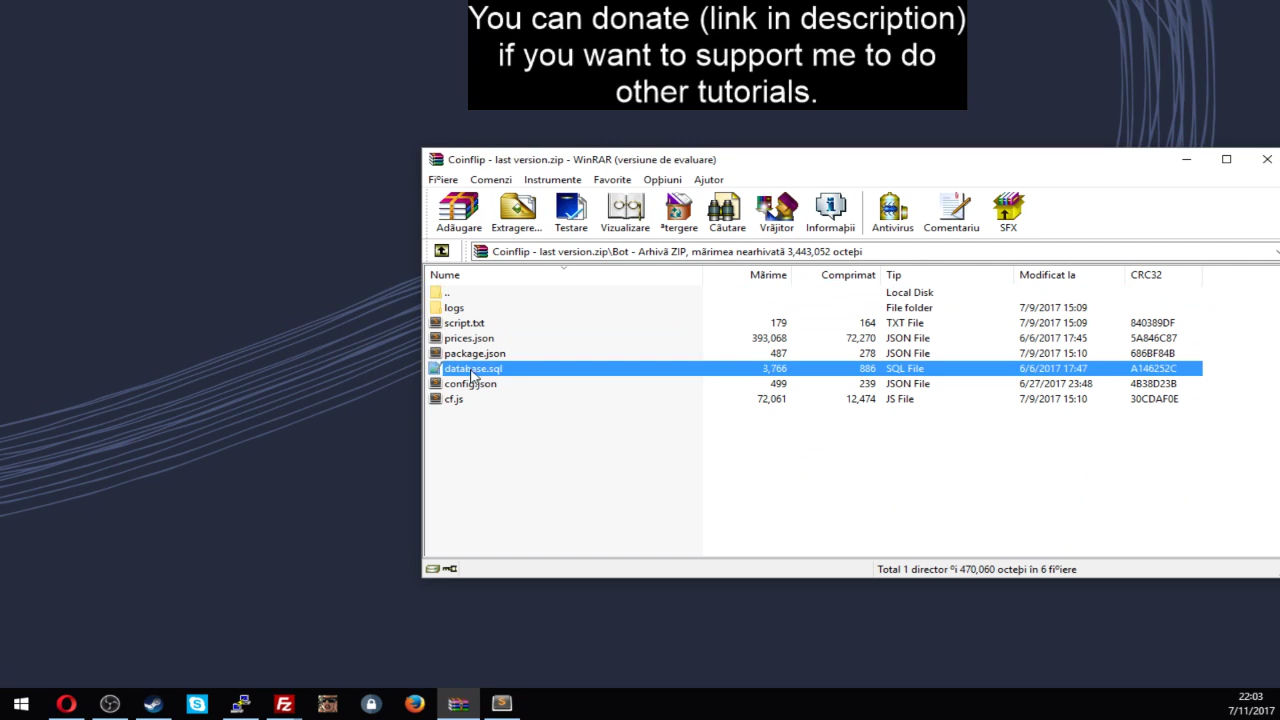 You can donate (link in description)
if you want to support me to do
other tutorials.
Coinflip - last version.zip - WinRAR (versiune de evaluare)
Fiºiere Comenzi Instrumente Favorite Opþiuni Ajutor
Adăugare Extragere... Testare Vizualizare ªtergere Căutare Vrăjitor Informaþii Antivirus Comentariu SFX
Coinflip - last version.zip\Bot - Arhivă ZIP, mărimea nearhivată 3,443,052 octeþi
Nume Mărime Comprimat Tip Modificat la CRC32
.. Local Disk
logs File folder 7/9/2017 15:09
script.txt 179 164 TXT File 7/9/2017 15:09 840389DF
prices.json 393,068 72,270 JSON File 6/6/2017 17:45 5A846C87
package.json 487 278 JSON File 7/9/2017 15:10 686BF84B
database.sql 3,766 886 SQL File 6/6/2017 17:47 A146252C
config.json 499 239 JSON File 6/27/2017 23:48 4B38D23B
cf.js 72,061 12,474 JS File 7/9/2017 15:10 30CDAF0E
Total 1 director ºi 470,060 octeþi în 6 fiºiere
22:03
7/11/2017